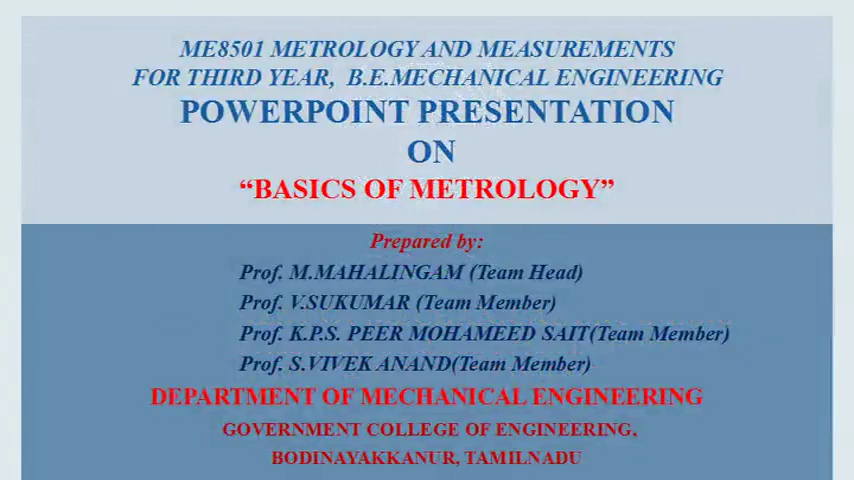 ME8501 METROLOGY AND MEASUREMENTS
FOR THIRD YEAR, B.E.MECHANICAL ENGINEERING
POWERPOINT PRESENTATION
ON
“BASICS OF METROLOGY”
Prepared by:
Prof. M.MAHALINGAM (Team Head)
Prof. V.SUKUMAR (Team Member)
Prof. K.P.S. PEER MOHAMEED SAIT(Team Member)
Prof. S.VIVEK ANAND(Team Member)
DEPARTMENT OF MECHANICAL ENGINEERING
GOVERNMENT COLLEGE OF ENGINEERING,
BODINAYAKKANUR, TAMILNADU